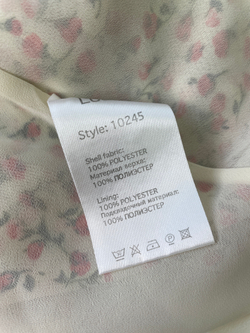 Style: 10245
Shell fabric:
100% POLYESTER
Материал верха:
100% ПОЛИЭСТЕР
Lining:
100% POLYESTER
Подкладочный материал:
100% ПОЛИЭСТЕР